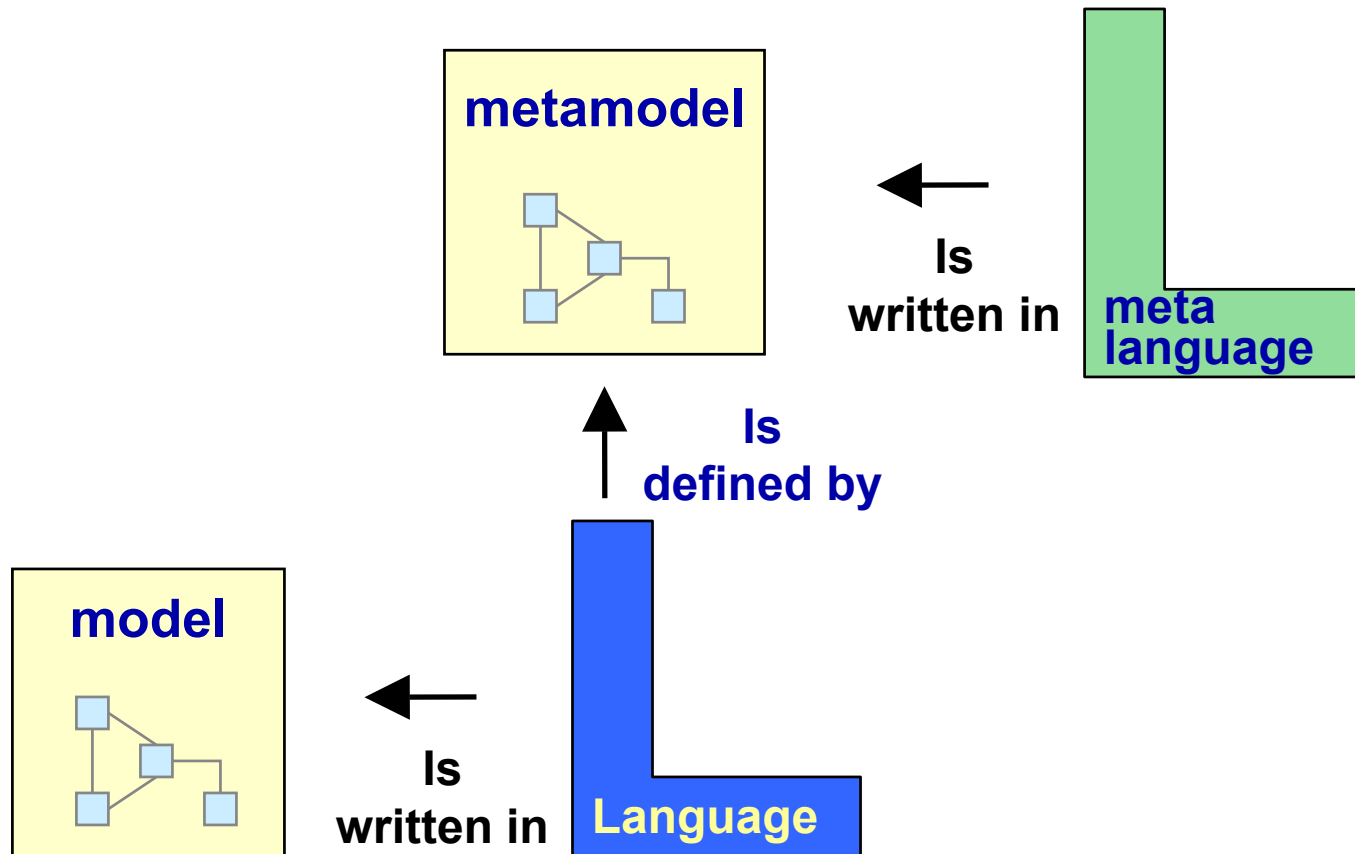 metamodel
Is
written in
meta
language
Is
defined by
model
Is
written in
Language